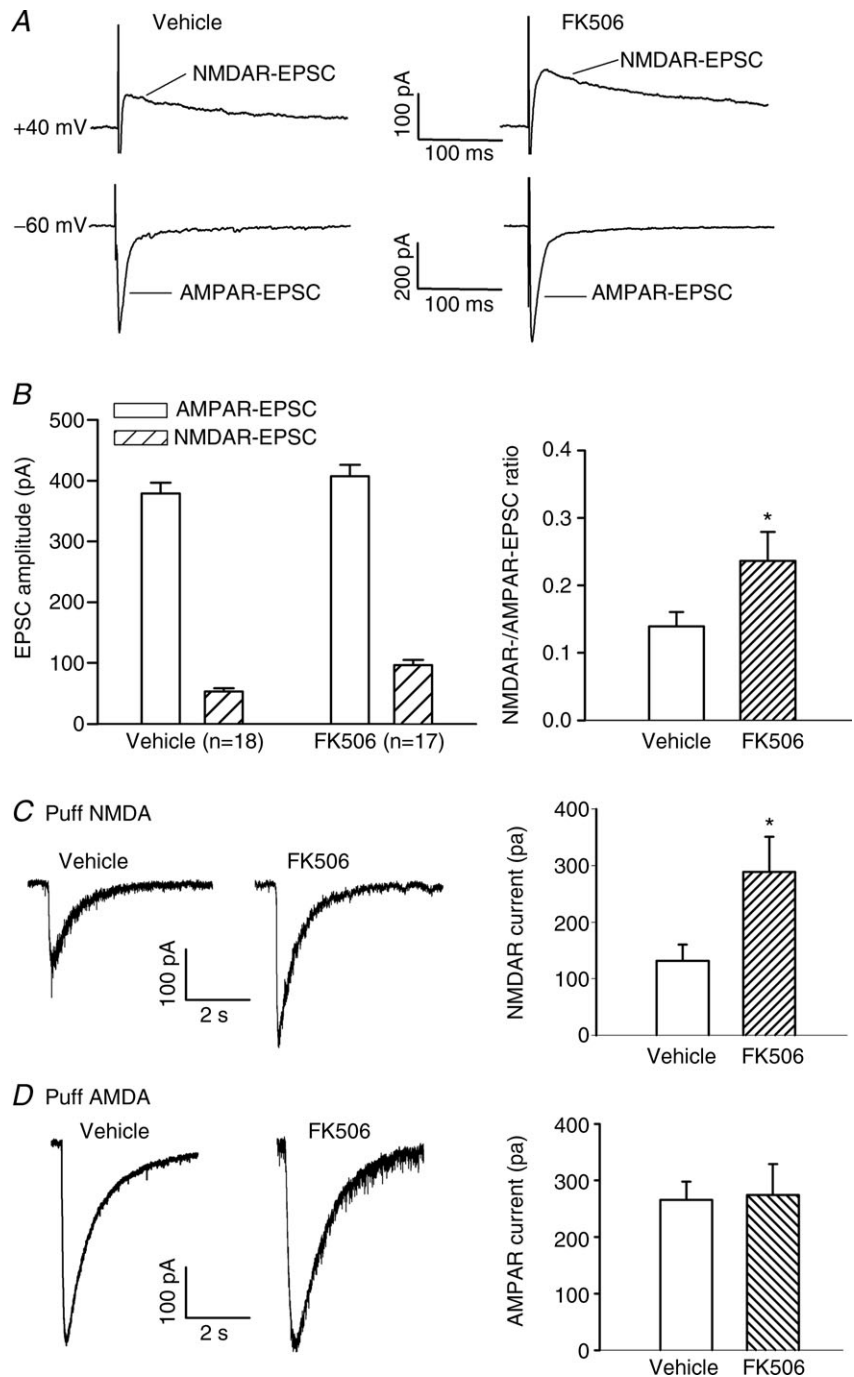 A
Vehicle
FK506
NMDAR-EPSC
NMDAR-EPSC
+40 mV
100 pA
100 ms
−60 mV
200 pA
100 ms
AMPAR-EPSC
AMPAR-EPSC
B
AMPAR-EPSC
NMDAR-EPSC
EPSC amplitude (pA)
500
400
300
200
100
0
Vehicle (n=18)
FK506 (n=17)
NMDAR-/AMPAR-EPSC ratio
0.4
0.3
0.2
0.1
0.0
*
Vehicle
FK506
C Puff NMDA
Vehicle
FK506
100 pA
2 s
NMDAR current (pa)
400
300
200
100
0
*
Vehicle
FK506
D Puff AMDA
Vehicle
FK506
100 pA
2 s
AMPAR current (pa)
400
300
200
100
0
Vehicle
FK506